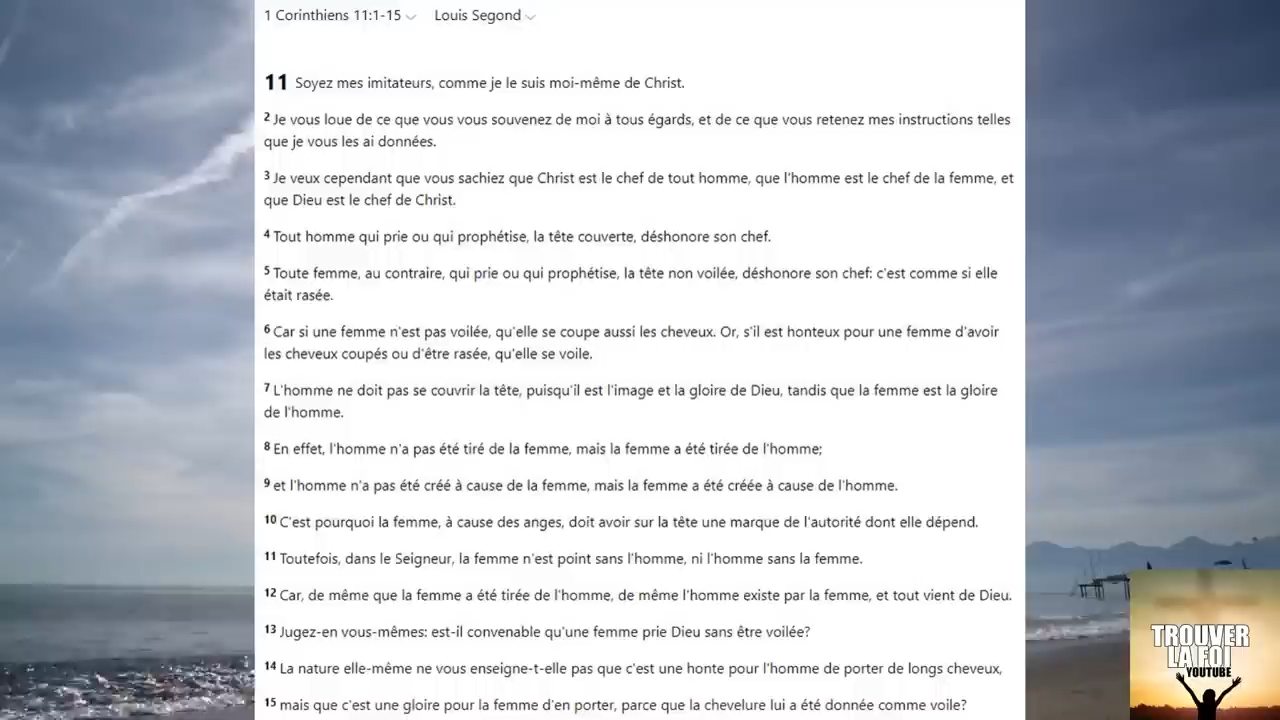 1 Corinthiens 11:1-15 Louis Segond
11 Soyez mes imitateurs, comme je le suis moi-même de Christ.
2 Je vous loue de ce que vous vous souvenez de moi à tous égards, et de ce que vous retenez mes instructions telles
que je vous les ai données.
3 Je veux cependant que vous sachiez que Christ est le chef de tout homme, que l'homme est le chef de la femme, et
que Dieu est le chef de Christ.
4 Tout homme qui prie ou qui prophétise, la tête couverte, déshonore son chef.
5 Toute femme, au contraire, qui prie ou qui prophétise, la tête non voilée, déshonore son chef: c'est comme si elle
était rasée.
6 Car si une femme n'est pas voilée, qu'elle se coupe aussi les cheveux. Or, s'il est honteux pour une femme d'avoir
les cheveux coupés ou d'être rasée, qu'elle se voile.
7 L'homme ne doit pas se couvrir la tête, puisqu'il est l'image et la gloire de Dieu, tandis que la femme est la gloire
de l'homme.
8 En effet, l'homme n'a pas été tiré de la femme, mais la femme a été tirée de l'homme;
9 et l'homme n'a pas été créé à cause de la femme, mais la femme a été créée à cause de l'homme.
10 C'est pourquoi la femme, à cause des anges, doit avoir sur la tête une marque de l'autorité dont elle dépend.
11 Toutefois, dans le Seigneur, la femme n'est point sans l'homme, ni l'homme sans la femme.
12 Car, de même que la femme a été tirée de l'homme, de même l'homme existe par la femme, et tout vient de Dieu.
13 Jugez-en vous-mêmes: est-il convenable qu'une femme prie Dieu sans être voilée?
14 La nature elle-même ne vous enseigne-t-elle pas que c'est une honte pour l'homme de porter de longs cheveux,
15 mais que c'est une gloire pour la femme d'en porter, parce que la chevelure lui a été donnée comme voile?
TROUVER
LA FOI
YOUTUBE